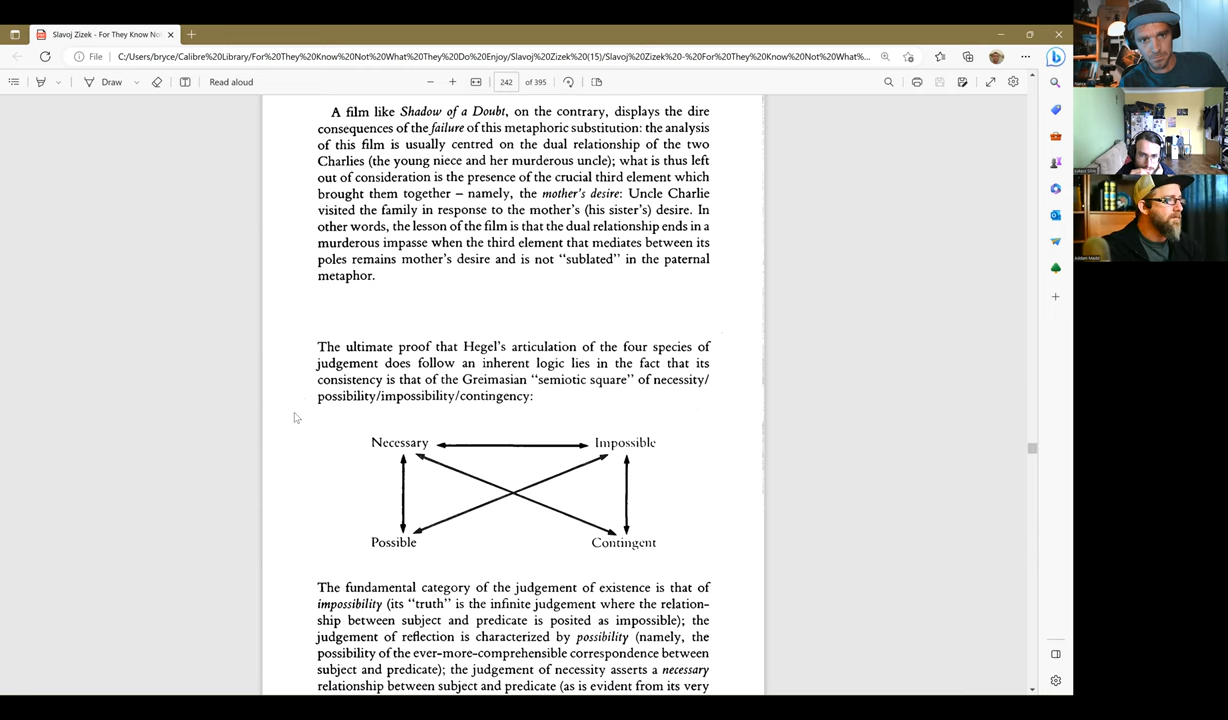 Slavoj Zizek - For They Know Not
File
C:/Users/bryce/Calibre%20Library/For%20They%20Know%20Not%20What%20They%20Do%20Enjoy/Slavoj%20Zizek%20(15)/Slavoj%20Zizek%20-%20For%20They%20Know%20Not%20What%...
Draw
Read aloud
242
of 395
A film like Shadow of a Doubt, on the contrary, displays the dire
consequences of the failure of this metaphoric substitution: the analysis
of this film is usually centred on the dual relationship of the two
Charlies (the young niece and her murderous uncle); what is thus left
out of consideration is the presence of the crucial third element which
brought them together – namely, the mother's desire: Uncle Charlie
visited the family in response to the mother's (his sister's) desire. In
other words, the lesson of the film is that the dual relationship ends in a
murderous impasse when the third element that mediates between its
poles remains mother's desire and is not “sublated” in the paternal
metaphor.
The ultimate proof that Hegel's articulation of the four species of
judgement does follow an inherent logic lies in the fact that its
consistency is that of the Greimasian “semiotic square” of necessity/
possibility/impossibility/contingency:
Necessary
Impossible
Possible
Contingent
The fundamental category of the judgement of existence is that of
impossibility (its “truth” is the infinite judgement where the relation-
ship between subject and predicate is posited as impossible); the
judgement of reflection is characterized by possibility (namely, the
possibility of the ever-more-comprehensible correspondence between
subject and predicate); the judgement of necessity asserts a necessary
relationship between subject and predicate (as is evident from its very